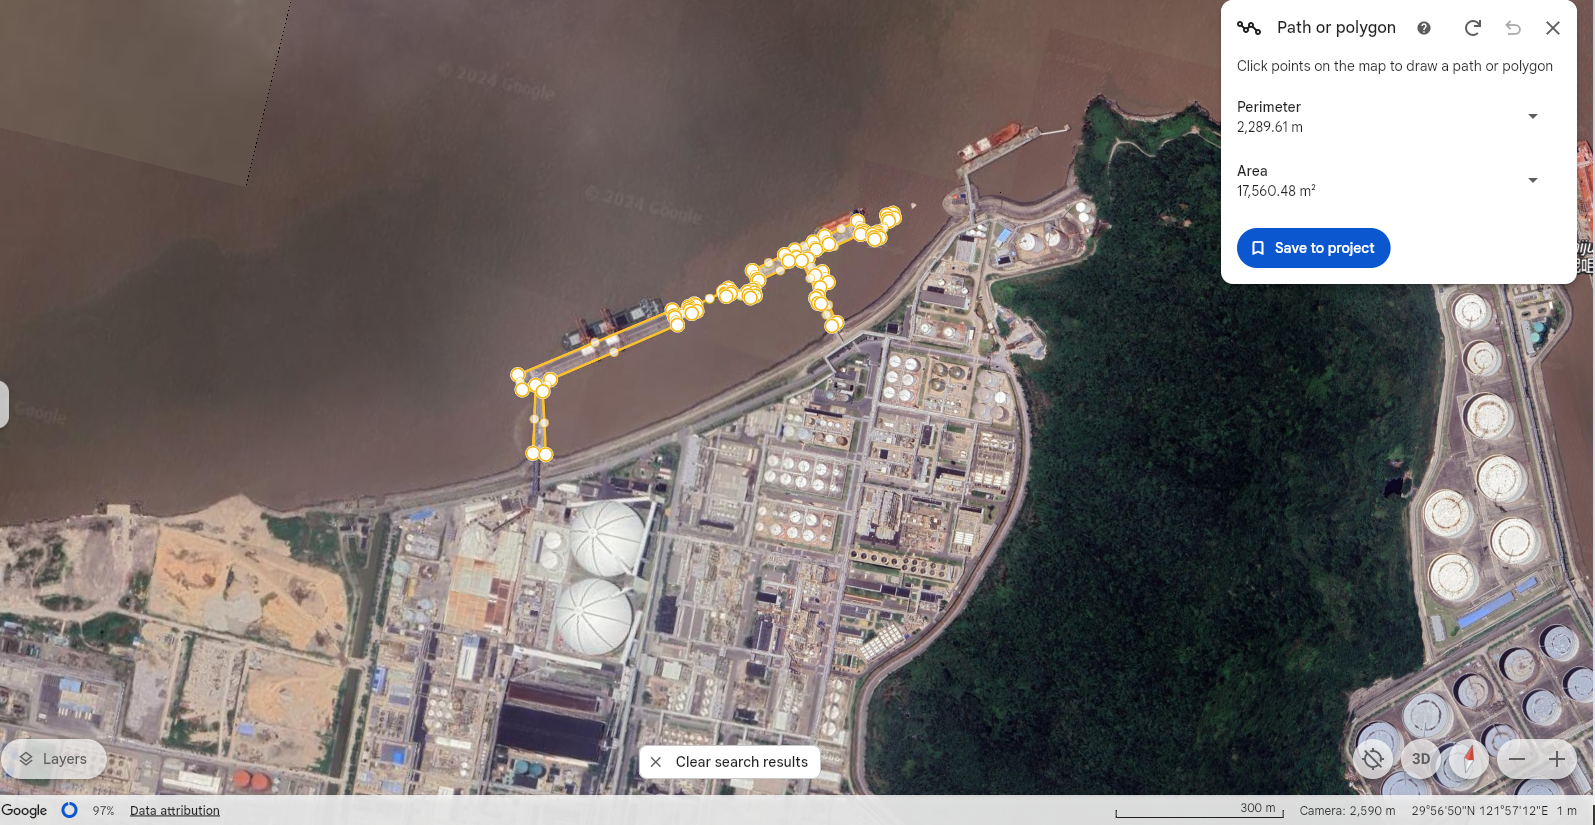 Path or polygon
Click points on the map to draw a path or polygon
Perimeter
2,289.61 m
Area
17,560.48 m²
Save to project
© 2024 Google
© 2024 Google
Google
Layers
Clear search results
3D
Google 97% Data attribution 300 m Camera: 2,590 m 29°56'50"N 121°57'12"E 1 m